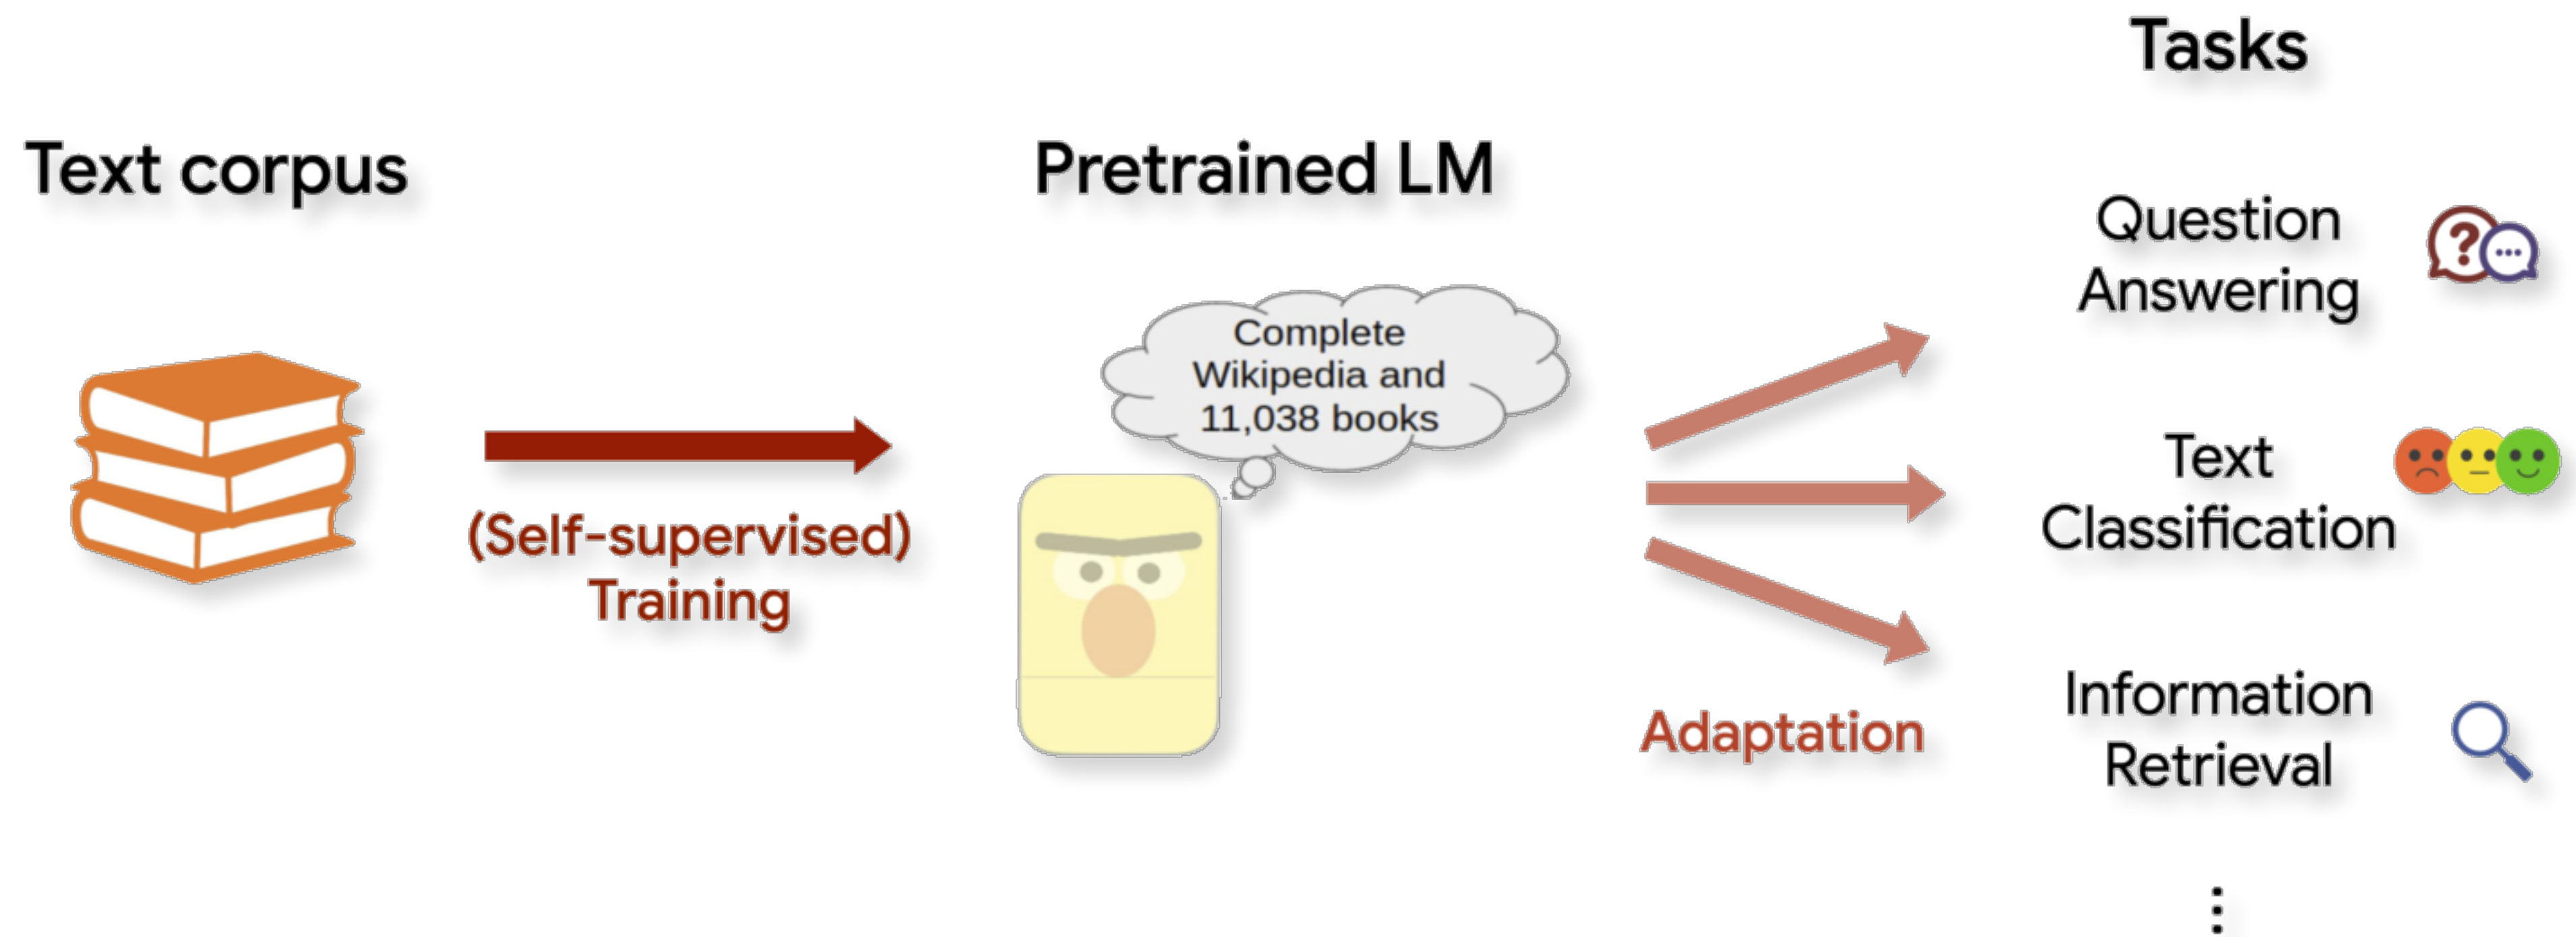 Text corpus
(Self-supervised)
Training
Pretrained LM
Complete
Wikipedia and
11,038 books
Adaptation
Tasks
Question
Answering
?
Text
Classification
Information
Retrieval